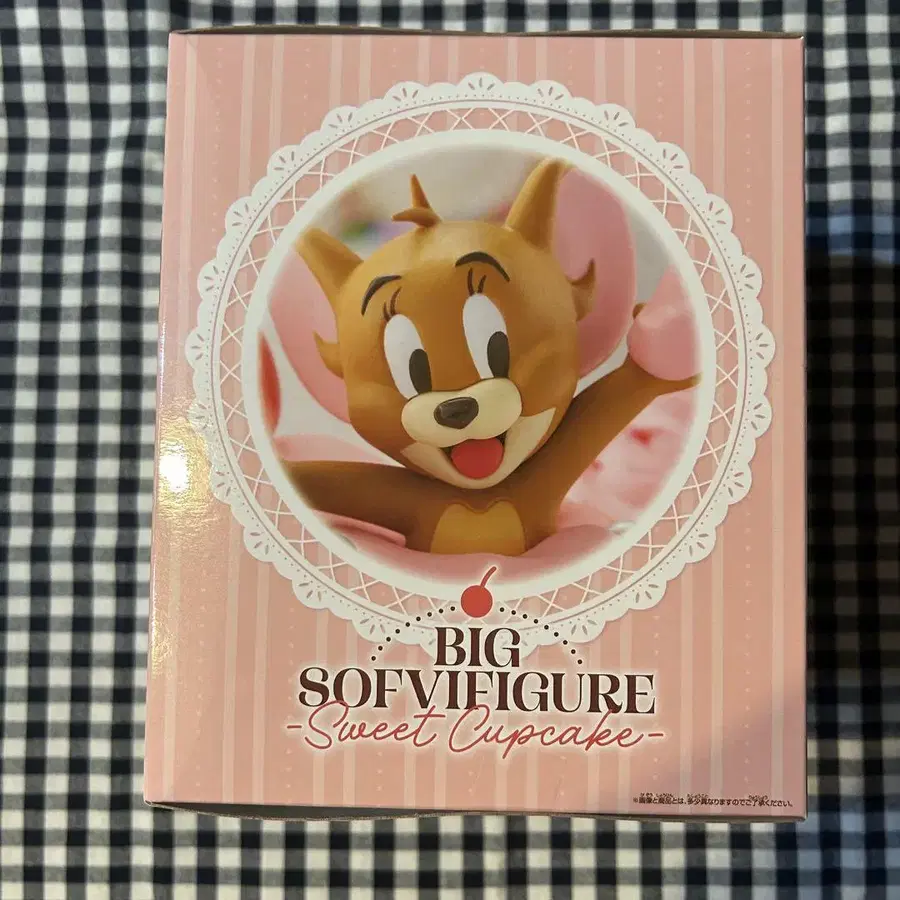 BIG
SOFVIFIGURE
-Sweet Cupcake-
※画像と商品とは、多少異なりますのでご了承ください。